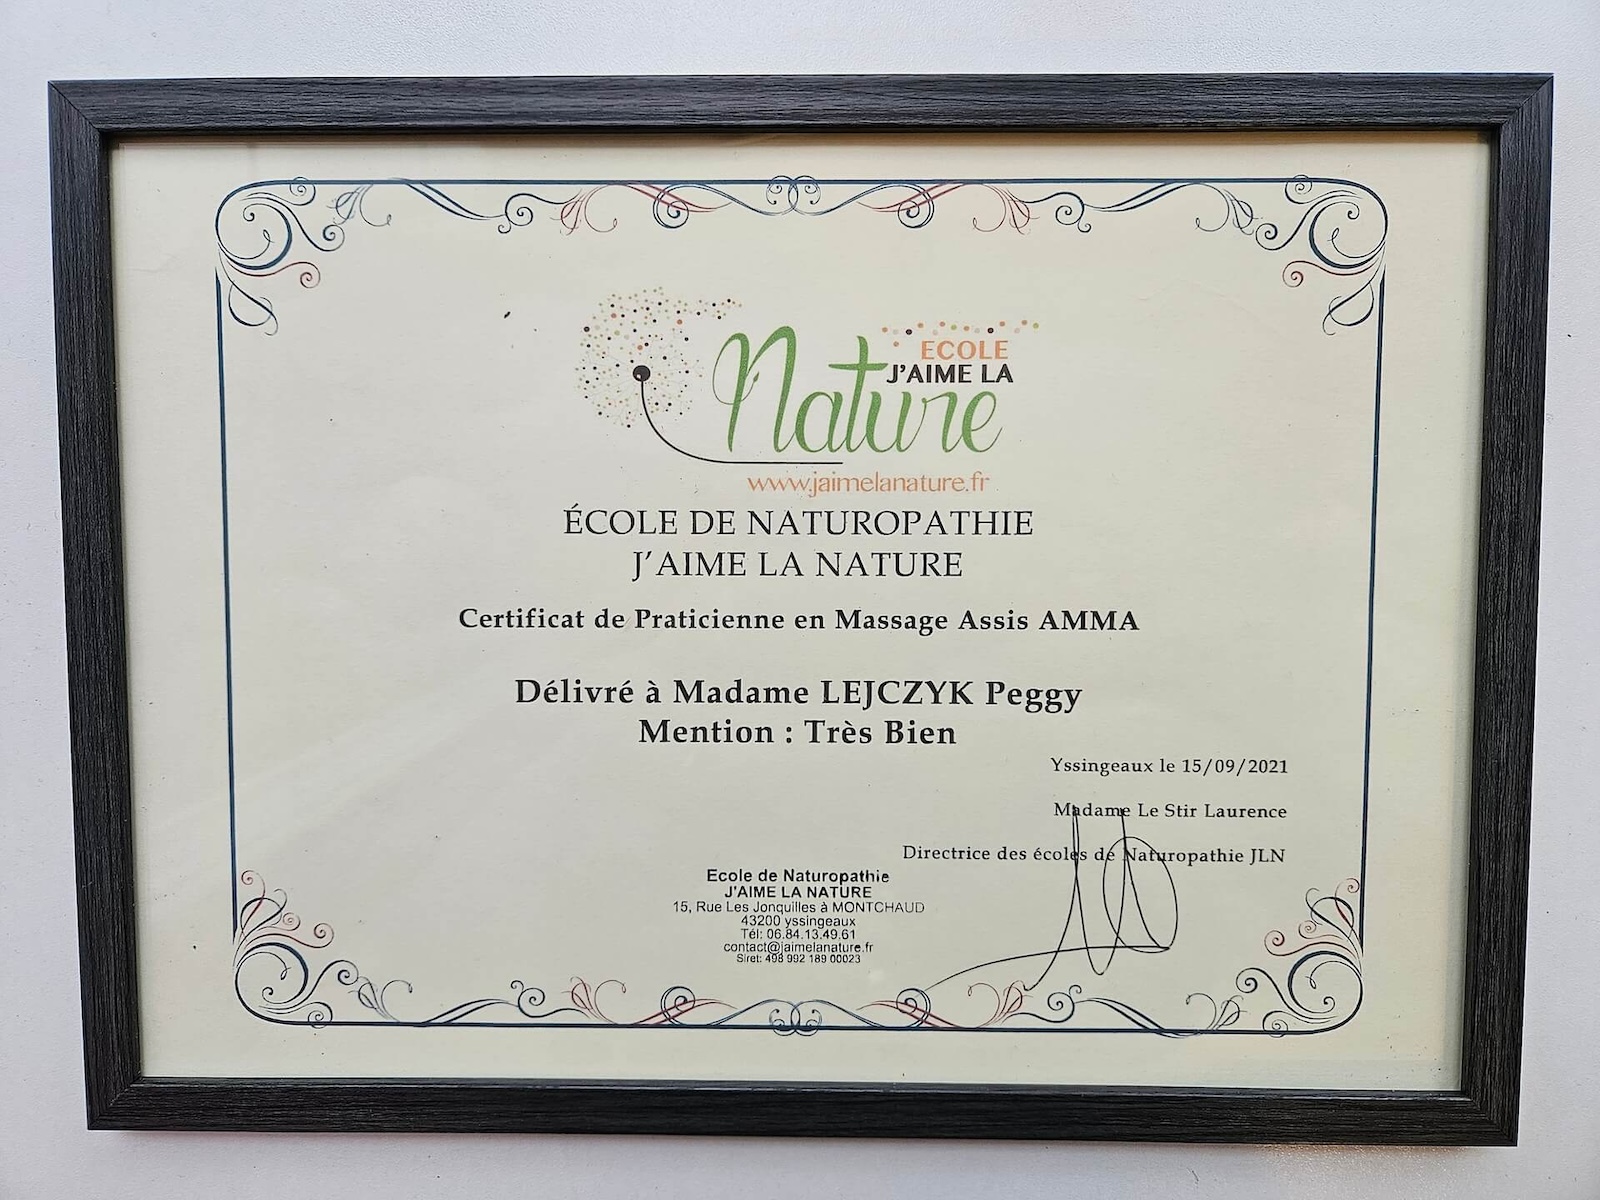 ECOLE
J'AIME LA
Nature
www.jaimelanature.fr
ÉCOLE DE NATUROPATHIE
J'AIME LA NATURE
Certificat de Praticienne en Massage Assis AMMA
Délivré à Madame LEJCZYK Peggy
Mention : Très Bien
Yssingeaux le 15/09/2021
Madame Le Stir Laurence
Directrice des écoles de Naturopathie JLN
Ecole de Naturopathie
J'AIME LA NATURE
15, Rue Les Jonquilles à MONTCHAUD
43200 yssingeaux
Tél: 06.84.13.49.61
contact@jaimelanature.fr
Siret: 498 992 189 00023